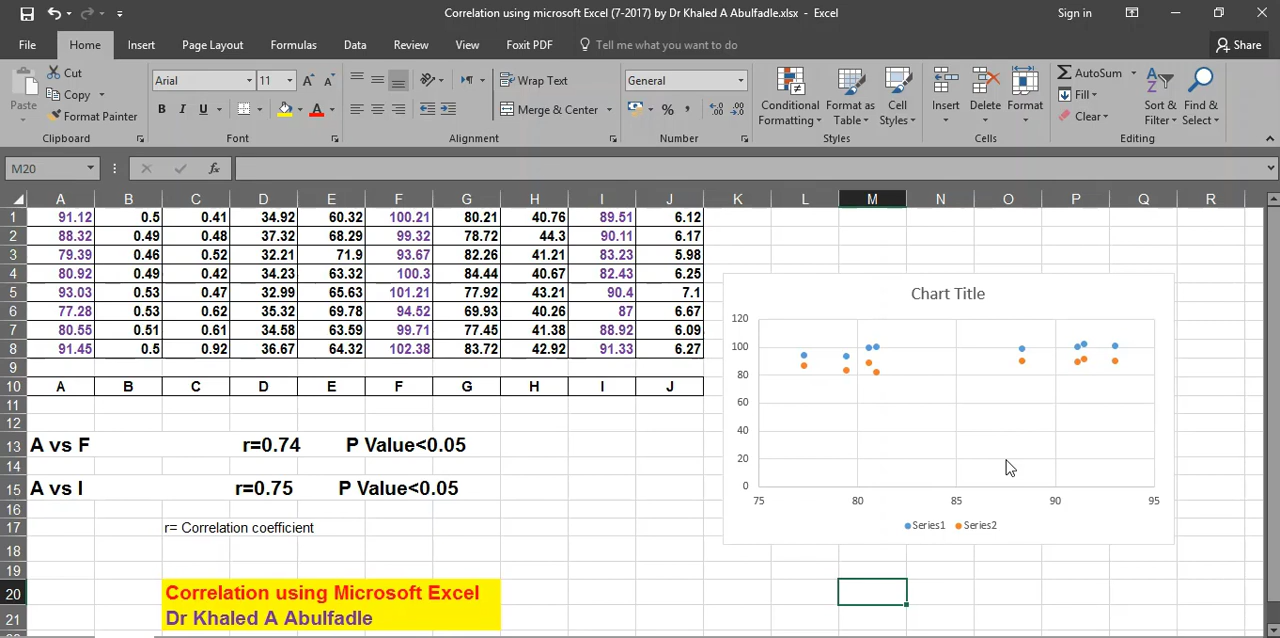 Correlation using microsoft Excel (7-2017) by Dr Khaled A Abulfadle.xlsx - Excel
Sign in
File Home Insert Page Layout Formulas Data Review View Foxit PDF Tell me what you want to do Share
Paste
Cut
Copy
Format Painter
Clipboard
Arial 11
B I U
Font
Wrap Text
Merge & Center
Alignment
General
%
Number
Conditional Formatting
Format as Table
Cell Styles
Styles
Insert
Delete
Format
Cells
AutoSum
Fill
Clear
Sort & Filter
Find & Select
Editing
M20 fx
A B C D E F G H I J K L M N O P Q R
1 91.12 0.5 0.41 34.92 60.32 100.21 80.21 40.76 89.51 6.12
2 88.32 0.49 0.48 37.32 68.29 99.32 78.72 44.3 90.11 6.17
3 79.39 0.46 0.52 32.21 71.9 93.67 82.26 41.21 83.23 5.98
4 80.92 0.49 0.42 34.23 63.32 100.3 84.44 40.67 82.43 6.25
5 93.03 0.53 0.47 32.99 65.63 101.21 77.92 43.21 90.4 7.1
6 77.28 0.53 0.62 35.32 69.78 94.52 69.93 40.26 87 6.67
7 80.55 0.51 0.61 34.58 63.59 99.71 77.45 41.38 88.92 6.09
8 91.45 0.5 0.92 36.67 64.32 102.38 83.72 42.92 91.33 6.27
9
10 A B C D E F G H I J
11
12
13 A vs F r=0.74 P Value<0.05
14
15 A vs I r=0.75 P Value<0.05
16
17 r= Correlation coefficient
18
19
20 Correlation using Microsoft Excel
21 Dr Khaled A Abulfadle
Chart Title
120
100
80
60
40
20
0
75 80 85 90 95
Series1 Series2